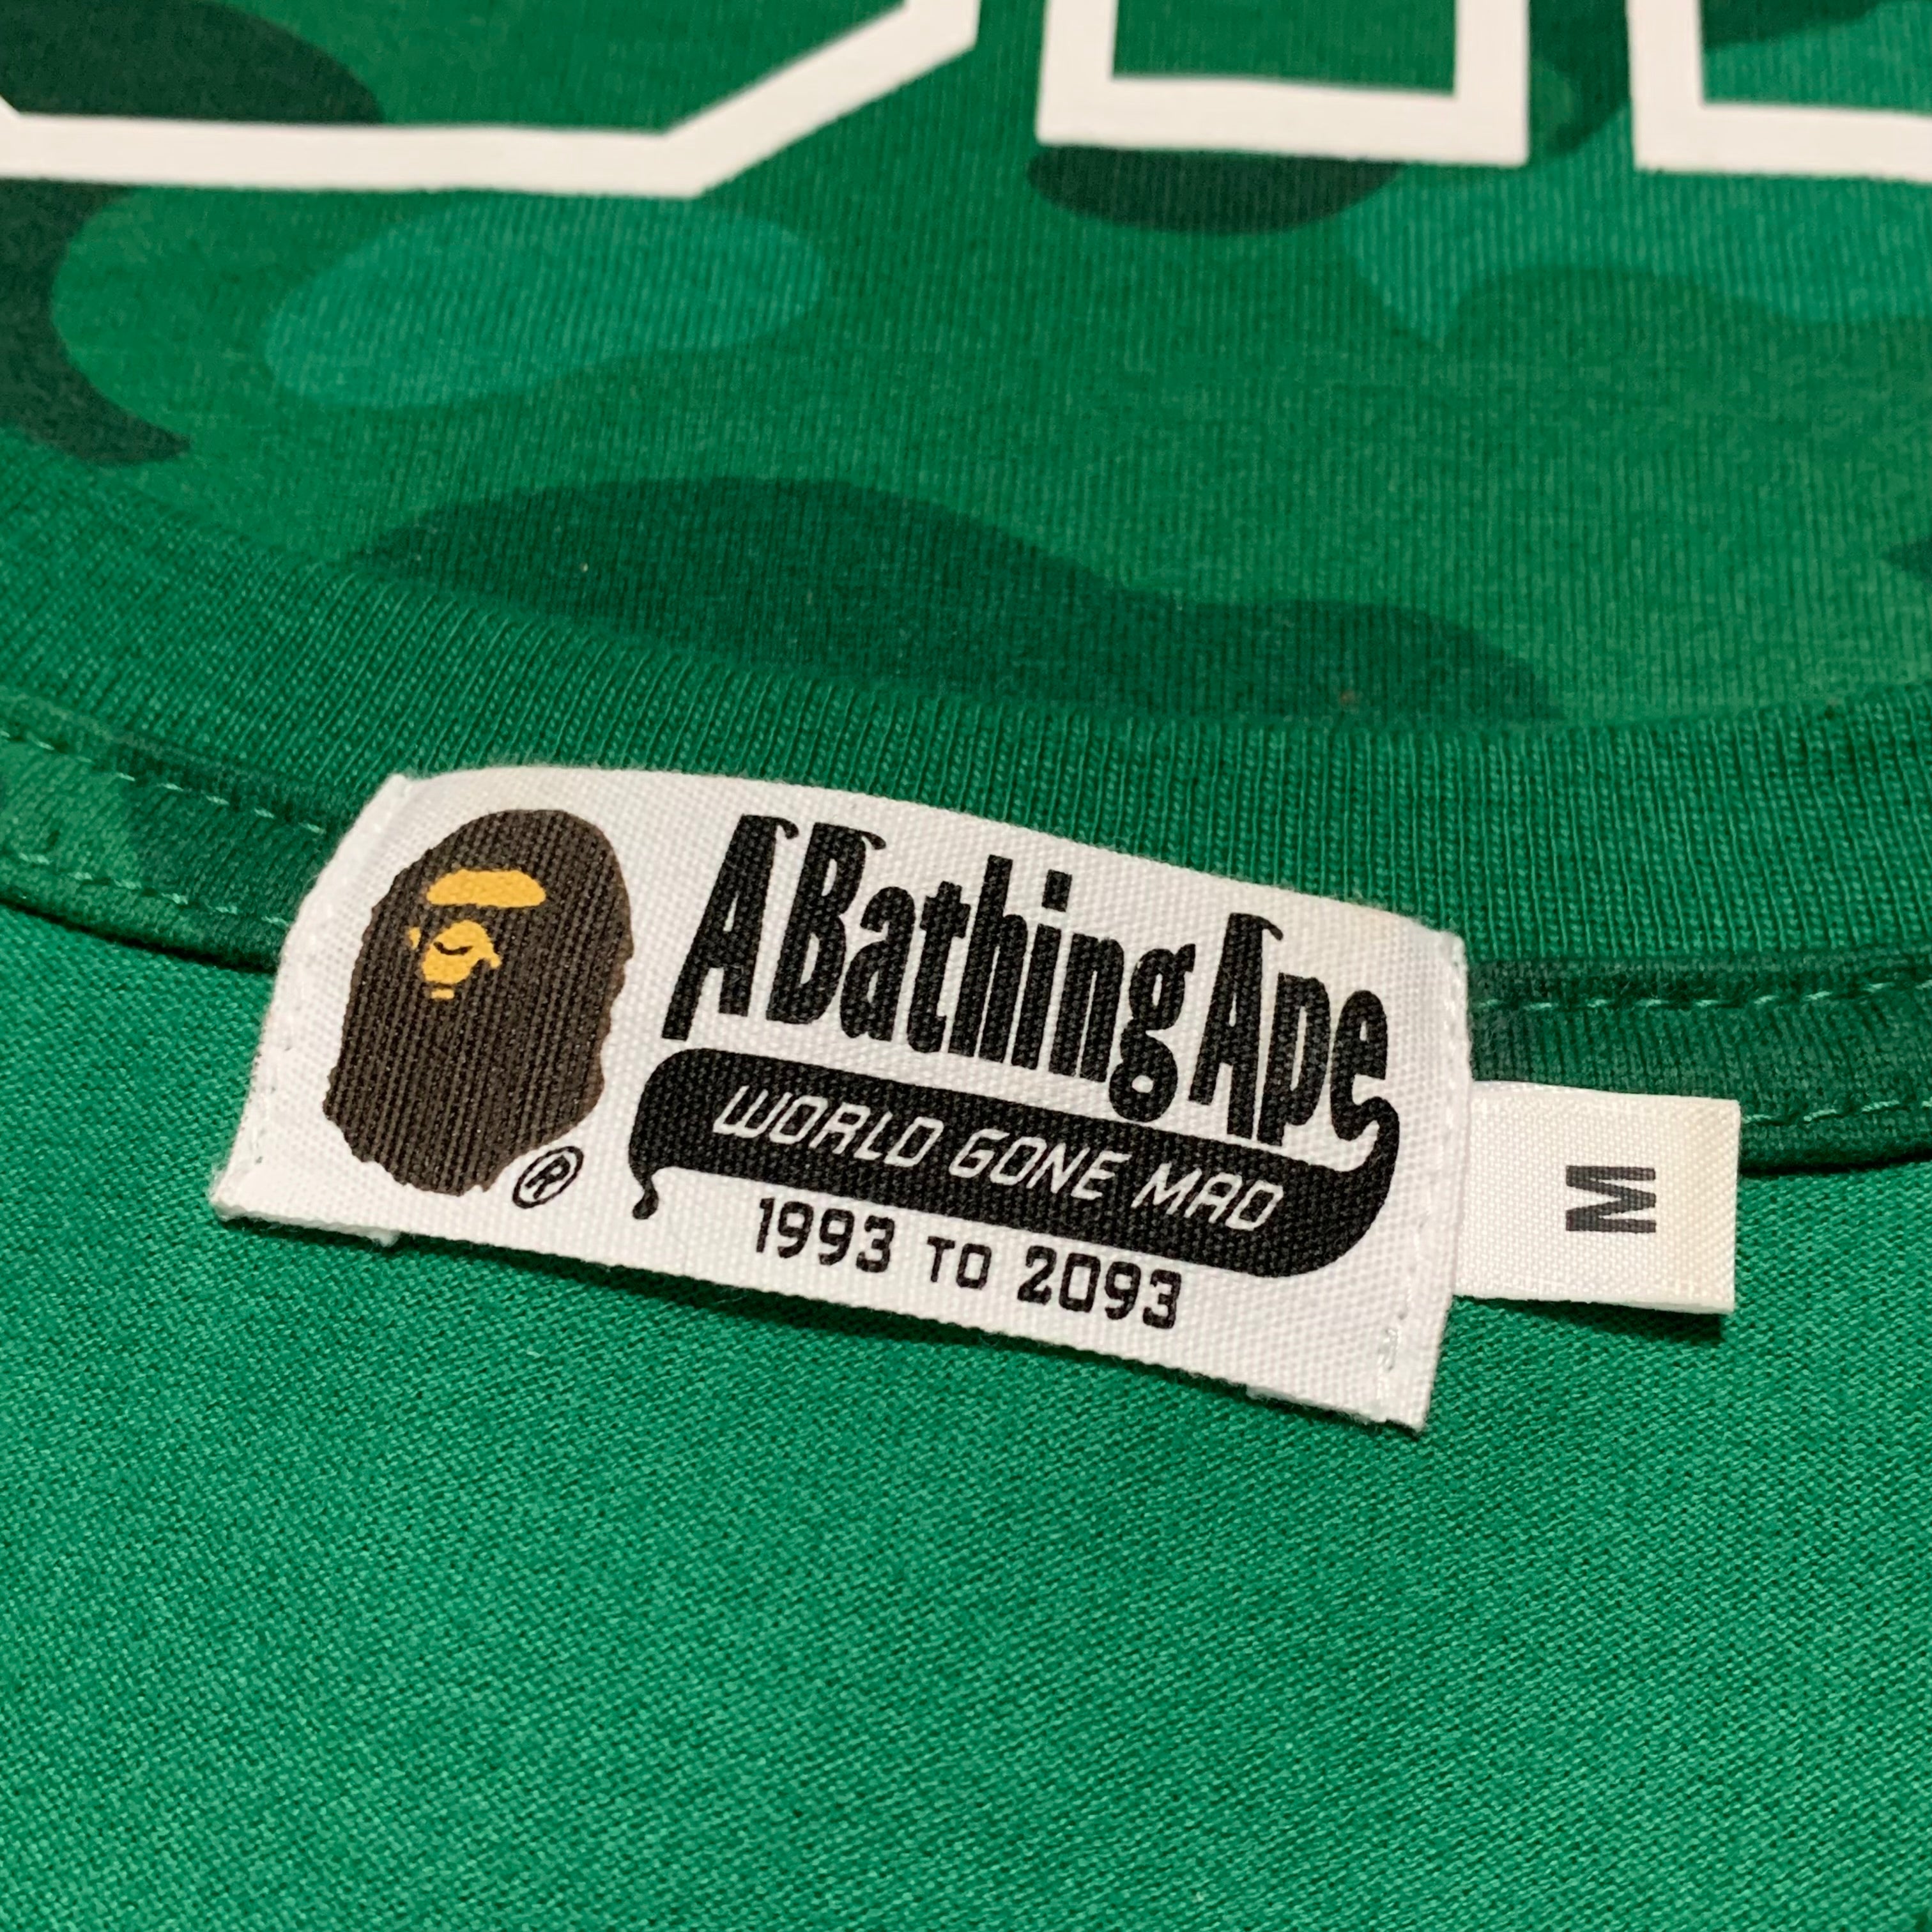 A Bathing Ape
WORLD GONE MAD
®
1993 TO 2093
M